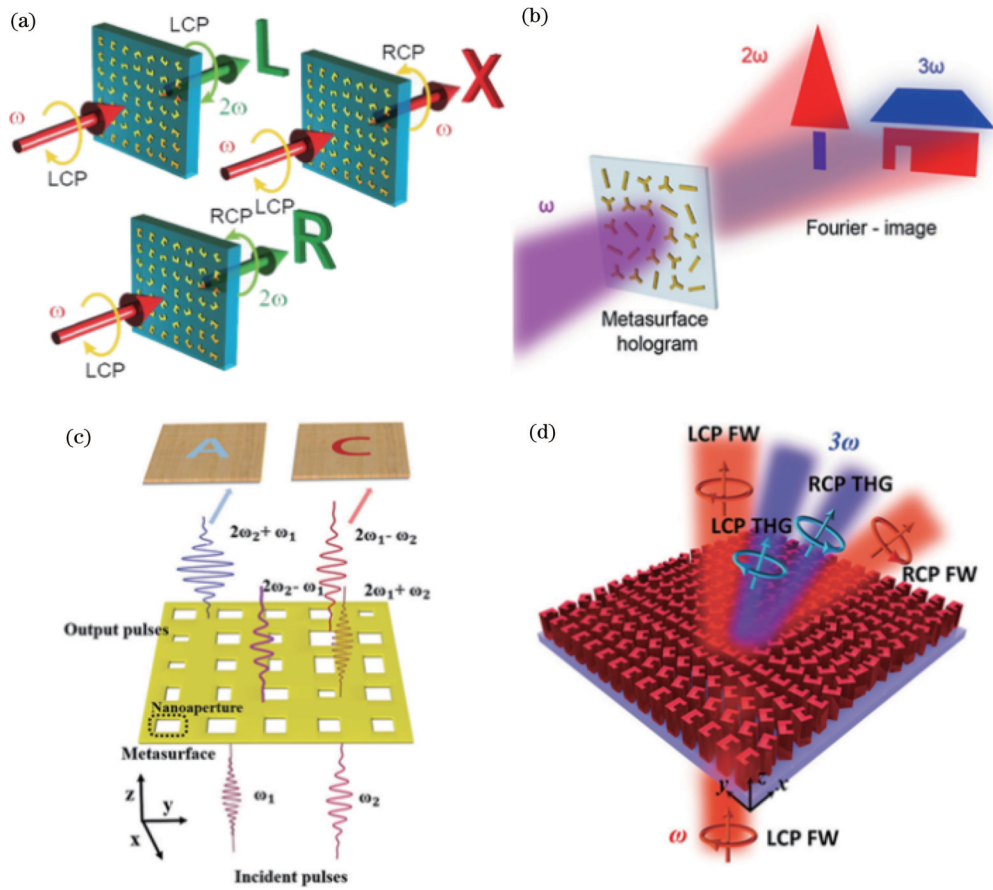 (a)
LCP
L
2ω
ω
LCP
RCP
X
ω
ω
LCP
RCP
R
2ω
ω
LCP
(b)
2ω
3ω
ω
Fourier - image
Metasurface
hologram
(c)
A
C
2ω₂+ ω₁
2ω₁- ω₂
2ω₂- ω₁
2ω₁+ ω₂
Output pulses
Nanoaperture
Metasurface
z
y
x
ω₁
ω₂
Incident pulses
(d)
LCP FW
3ω
RCP THG
LCP THG
RCP FW
y
z
x
ω
LCP FW